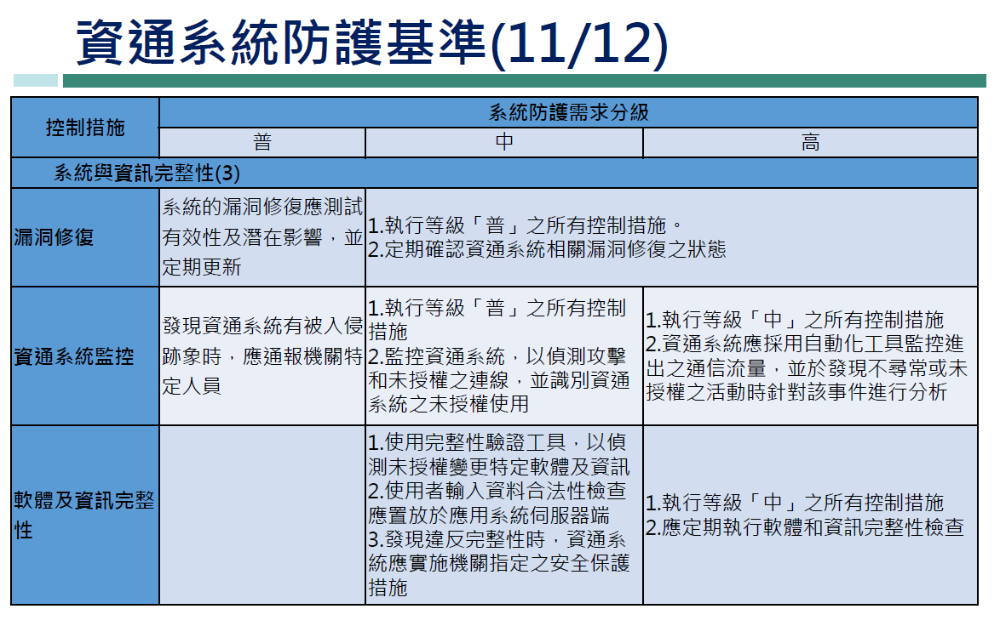 資通系統防護基準(11/12)
控制措施
系統防護需求分級
普
中
高
系統與資訊完整性(3)
漏洞修復
系統的漏洞修復應測試
有效性及潛在影響，並
定期更新
1.執行等級「普」之所有控制措施。
2.定期確認資通系統相關漏洞修復之狀態
資通系統監控
發現資通系統有被入侵
跡象時，應通報機關特
定人員
1.執行等級「普」之所有控制
措施
2.監控資通系統，以偵測攻擊
和未授權之連線，並識別資通
系統之未授權使用
1.執行等級「中」之所有控制措施
2.資通系統應採用自動化工具監控進
出之通信流量，並於發現不尋常或未
授權之活動時針對該事件進行分析
軟體及資訊完整
性
1.使用完整性驗證工具，以偵
測未授權變更特定軟體及資訊
2.使用者輸入資料合法性檢查
應置放於應用系統伺服器端
3.發現違反完整性時，資通系
統應實施機關指定之安全保護
措施
1.執行等級「中」之所有控制措施
2.應定期執行軟體和資訊完整性檢查